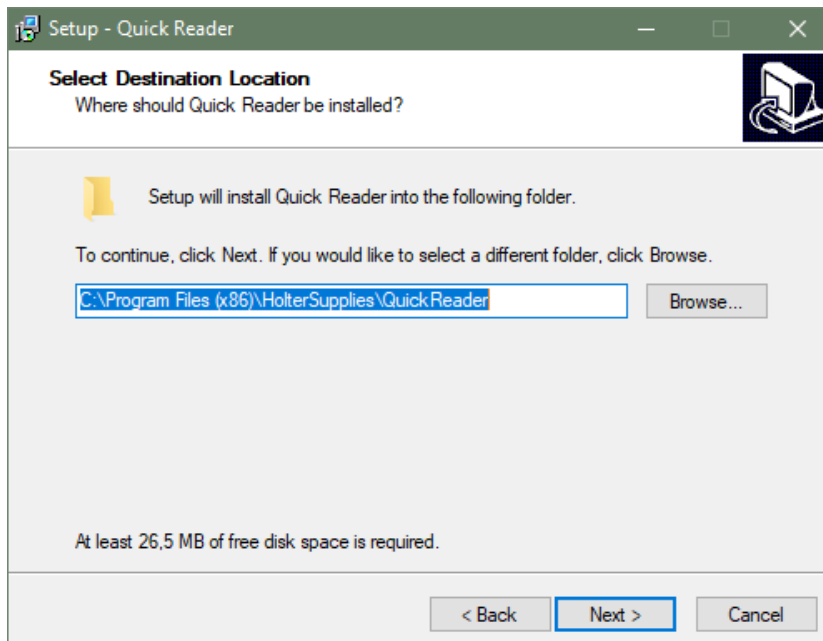 Setup - Quick Reader
Select Destination Location
Where should Quick Reader be installed?
Setup will install Quick Reader into the following folder.
To continue, click Next. If you would like to select a different folder, click Browse.
C:\Program Files (x86)\HolterSupplies\QuickReader
Browse...
At least 26,5 MB of free disk space is required.
< Back
Next >
Cancel